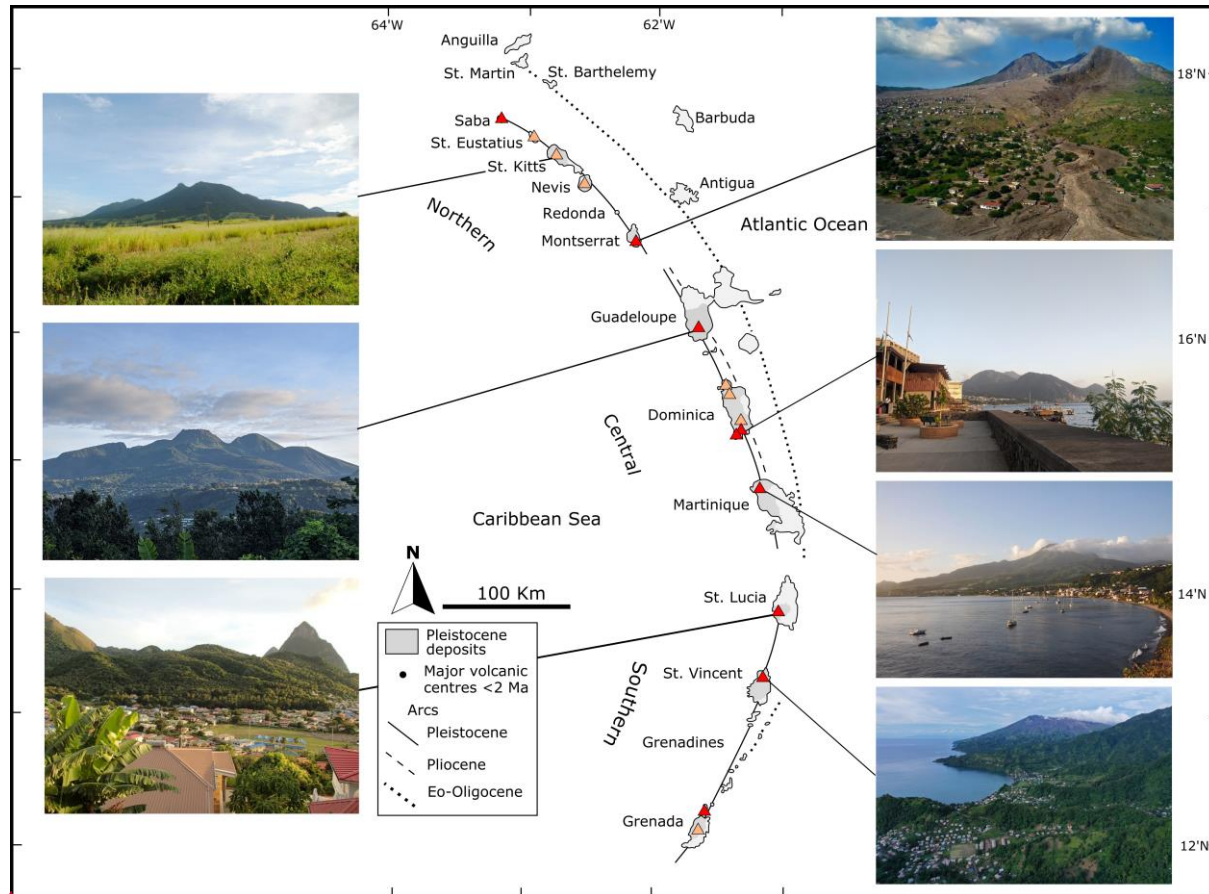 64'W
62'W
Anguilla
St. Martin
St. Barthelemy
18'N
Saba
Barbuda
St. Eustatius
St. Kitts
Antigua
Nevis
Northern
Redonda
Atlantic Ocean
Montserrat
Guadeloupe
16'N
Dominica
Central
Martinique
Caribbean Sea
N
100 Km
St. Lucia
14'N
Pleistocene
deposits
Major volcanic
centres <2 Ma
Arcs
Pleistocene
Pliocene
Eo-Oligocene
St. Vincent
Southern
Grenadines
Grenada
12'N